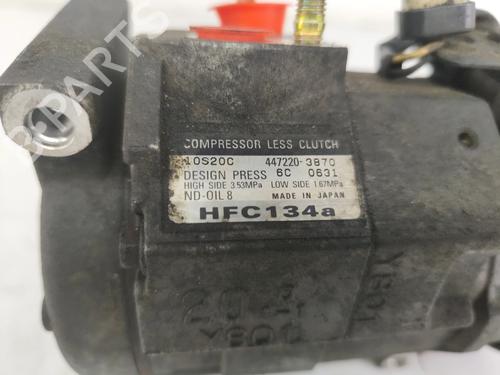 COMPRESSOR LESS CLUTCH
10S20C 447220-3870
DESIGN PRESS 6C 0631
HIGH SIDE 3.53MPa LOW SIDE 1.67MPa
ND-OIL 8 MADE IN JAPAN
HFC134a